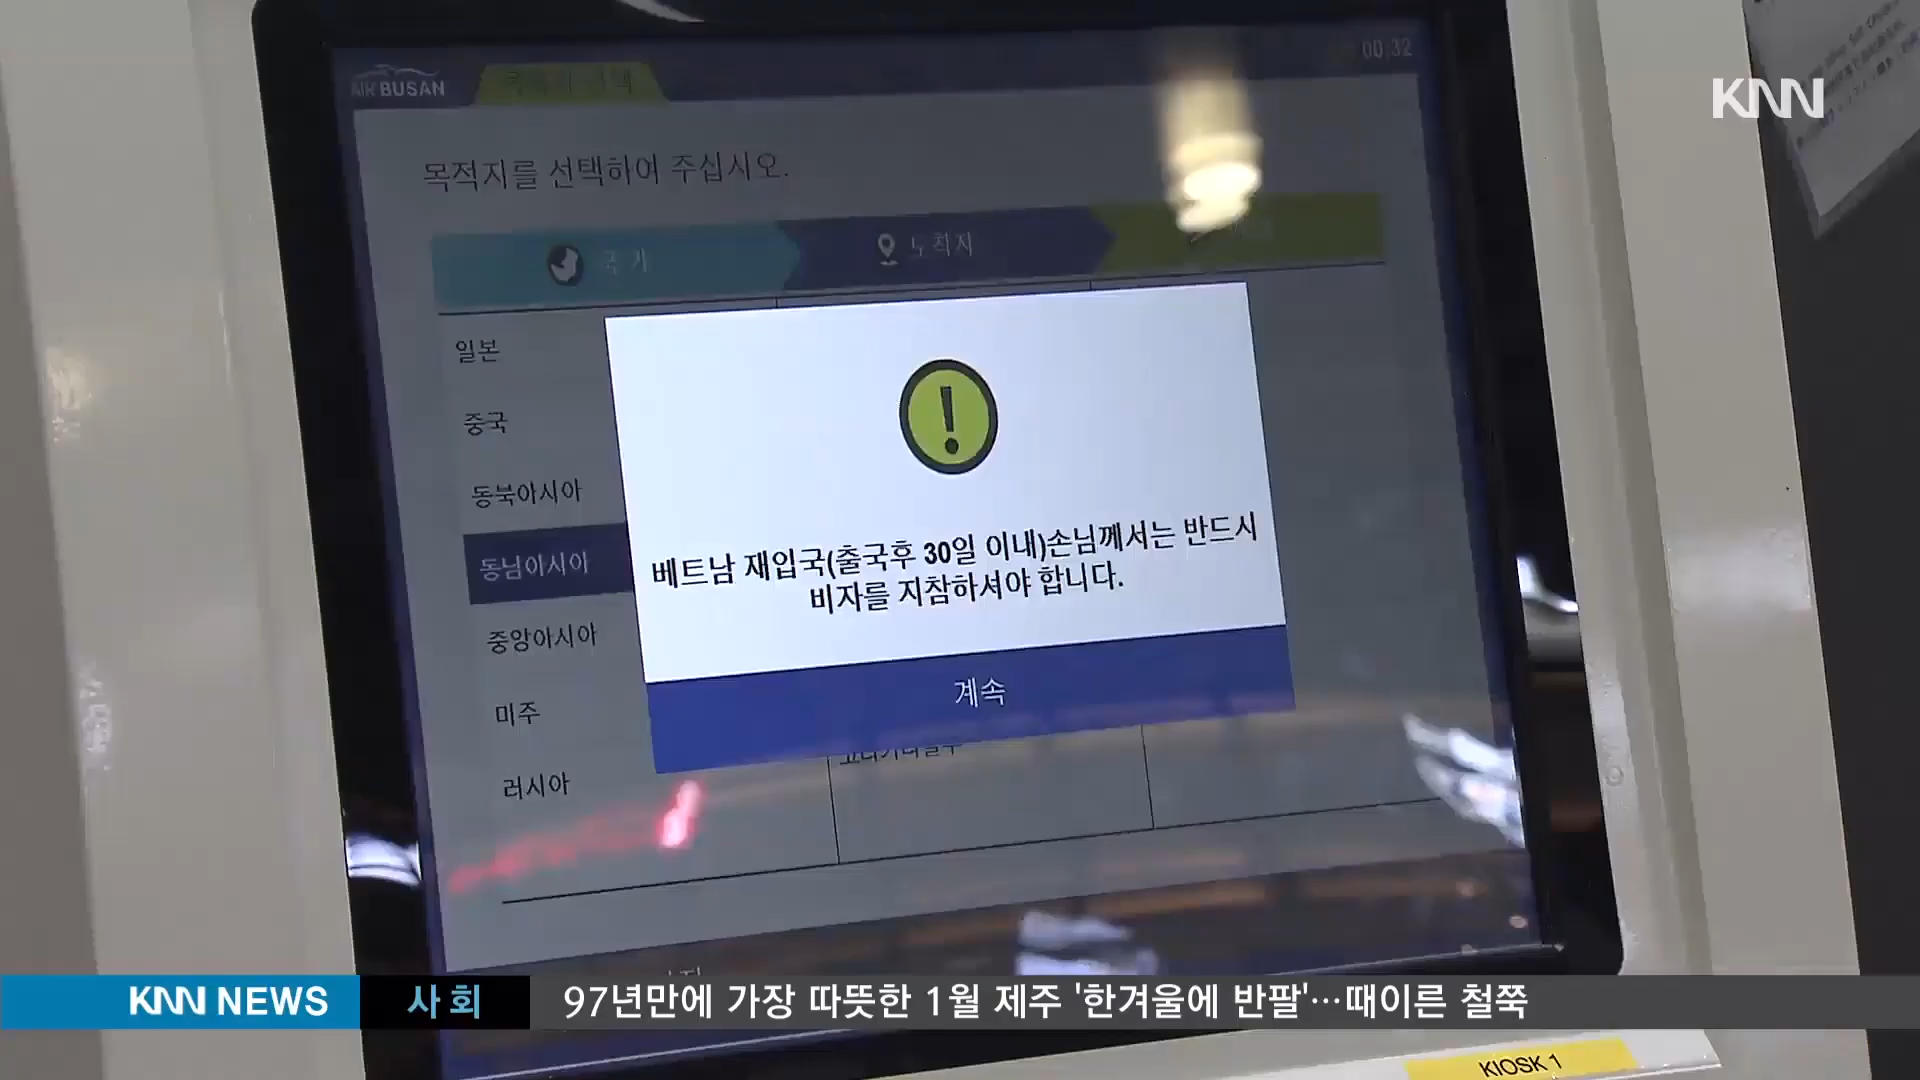 AIR BUSAN
00:32
KNN
목적지를 선택하여 주십시오.
국가
도착지
일본
중국
동북아시아
동남아시아
중앙아시아
미주
러시아
베트남 재입국(출국후 30일 이내)손님께서는 반드시
비자를 지참하셔야 합니다.
계속
KNN NEWS
사회
97년만에 가장 따뜻한 1월 제주 '한겨울에 반팔'…때이른 철쭉
KIOSK 1